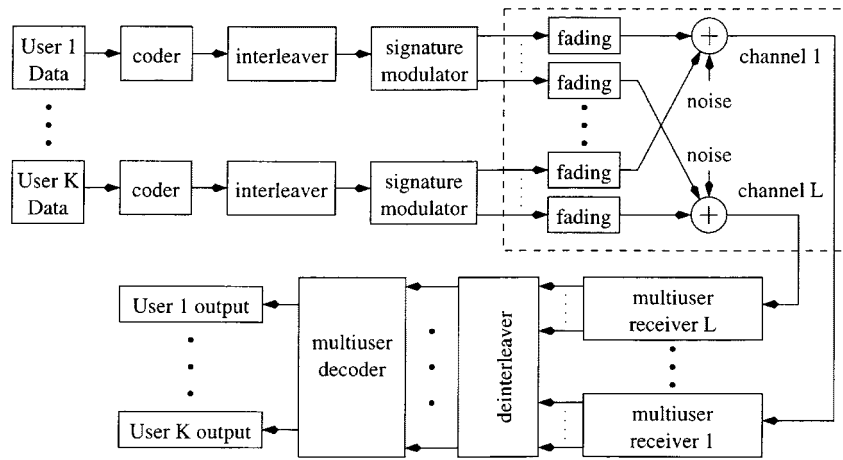 User 1
Data
coder
interleaver
signature
modulator
fading
fading
channel 1
noise
User K
Data
coder
interleaver
signature
modulator
fading
fading
noise
channel L
User 1 output
User K output
multiuser
decoder
deinterleaver
multiuser
receiver L
multiuser
receiver 1